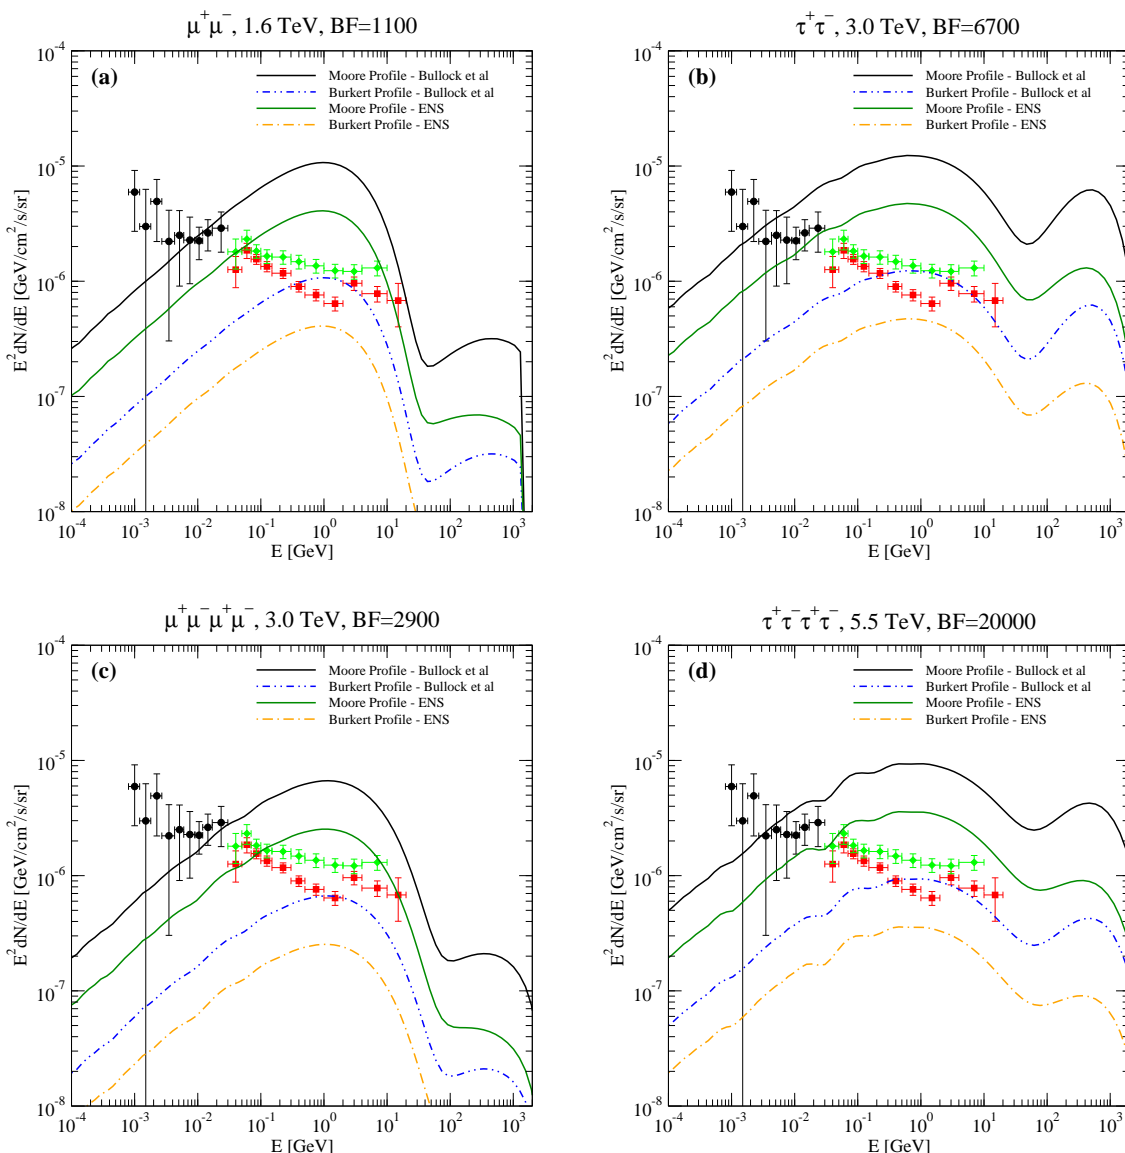 μ⁺μ⁻, 1.6 TeV, BF=1100
(a)
Moore Profile - Bullock et al
Burkert Profile - Bullock et al
Moore Profile - ENS
Burkert Profile - ENS
10⁻⁴
10⁻⁵
10⁻⁶
10⁻⁷
10⁻⁸
E²dN/dE [GeV/cm²/s/sr]
10⁻⁴ 10⁻³ 10⁻² 10⁻¹ 10⁰ 10¹ 10² 10³
E [GeV]
τ⁺τ⁻, 3.0 TeV, BF=6700
(b)
Moore Profile - Bullock et al
Burkert Profile - Bullock et al
Moore Profile - ENS
Burkert Profile - ENS
10⁻⁴
10⁻⁵
10⁻⁶
10⁻⁷
10⁻⁸
E²dN/dE [GeV/cm²/s/sr]
10⁻⁴ 10⁻³ 10⁻² 10⁻¹ 10⁰ 10¹ 10² 10³
E [GeV]
μ⁺μ⁻μ⁺μ⁻, 3.0 TeV, BF=2900
(c)
Moore Profile - Bullock et al
Burkert Profile - Bullock et al
Moore Profile - ENS
Burkert Profile - ENS
10⁻⁴
10⁻⁵
10⁻⁶
10⁻⁷
10⁻⁸
E²dN/dE [GeV/cm²/s/sr]
10⁻⁴ 10⁻³ 10⁻² 10⁻¹ 10⁰ 10¹ 10² 10³
E [GeV]
τ⁺τ⁻τ⁺τ⁻, 5.5 TeV, BF=20000
(d)
Moore Profile - Bullock et al
Burkert Profile - Bullock et al
Moore Profile - ENS
Burkert Profile - ENS
10⁻⁴
10⁻⁵
10⁻⁶
10⁻⁷
10⁻⁸
E²dN/dE [GeV/cm²/s/sr]
10⁻⁴ 10⁻³ 10⁻² 10⁻¹ 10⁰ 10¹ 10² 10³
E [GeV]